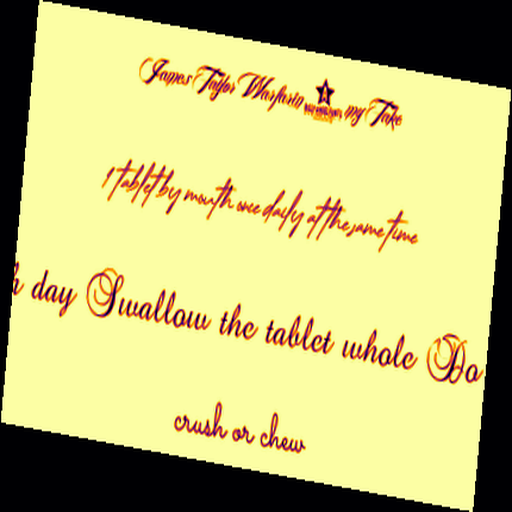 James Taylor Warfarin mg Take
1 tablet by mouth once daily at the same time
h day Swallow the tablet whole Do
crush or chew